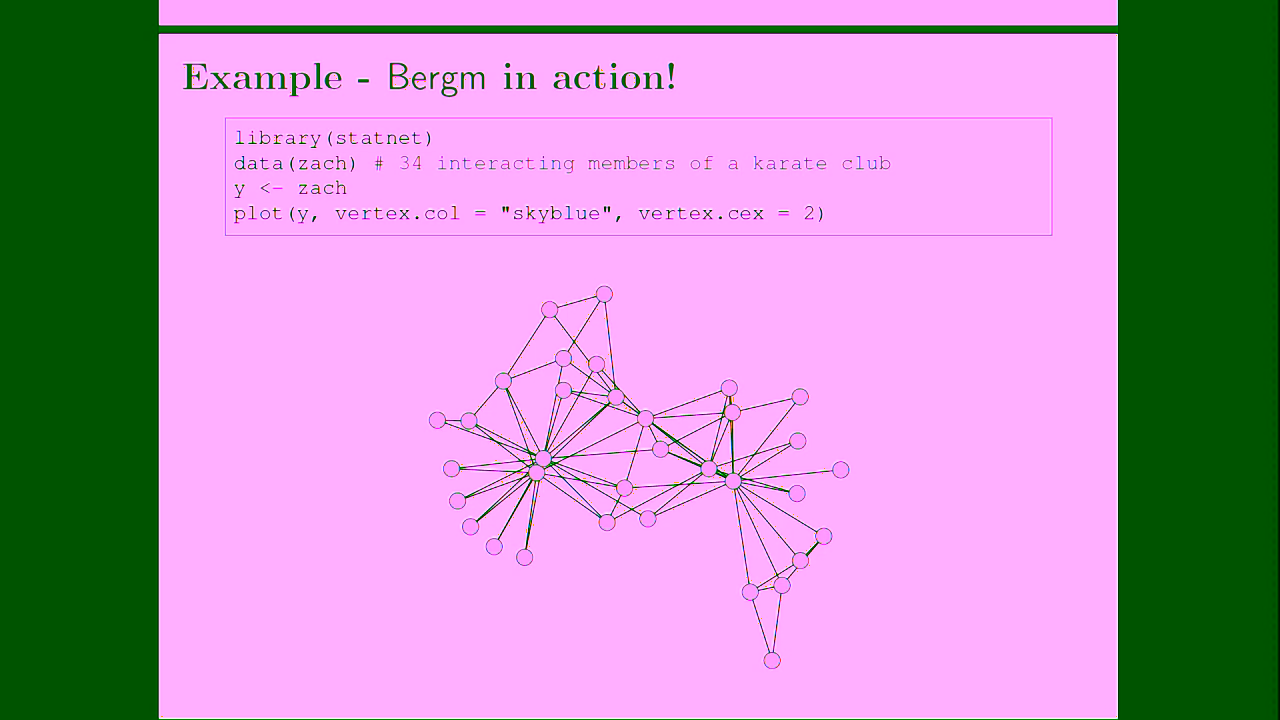 Example - Bergm in action!
library(statnet)
data(zach) # 34 interacting members of a karate club
y <- zach
plot(y, vertex.col = "skyblue", vertex.cex = 2)